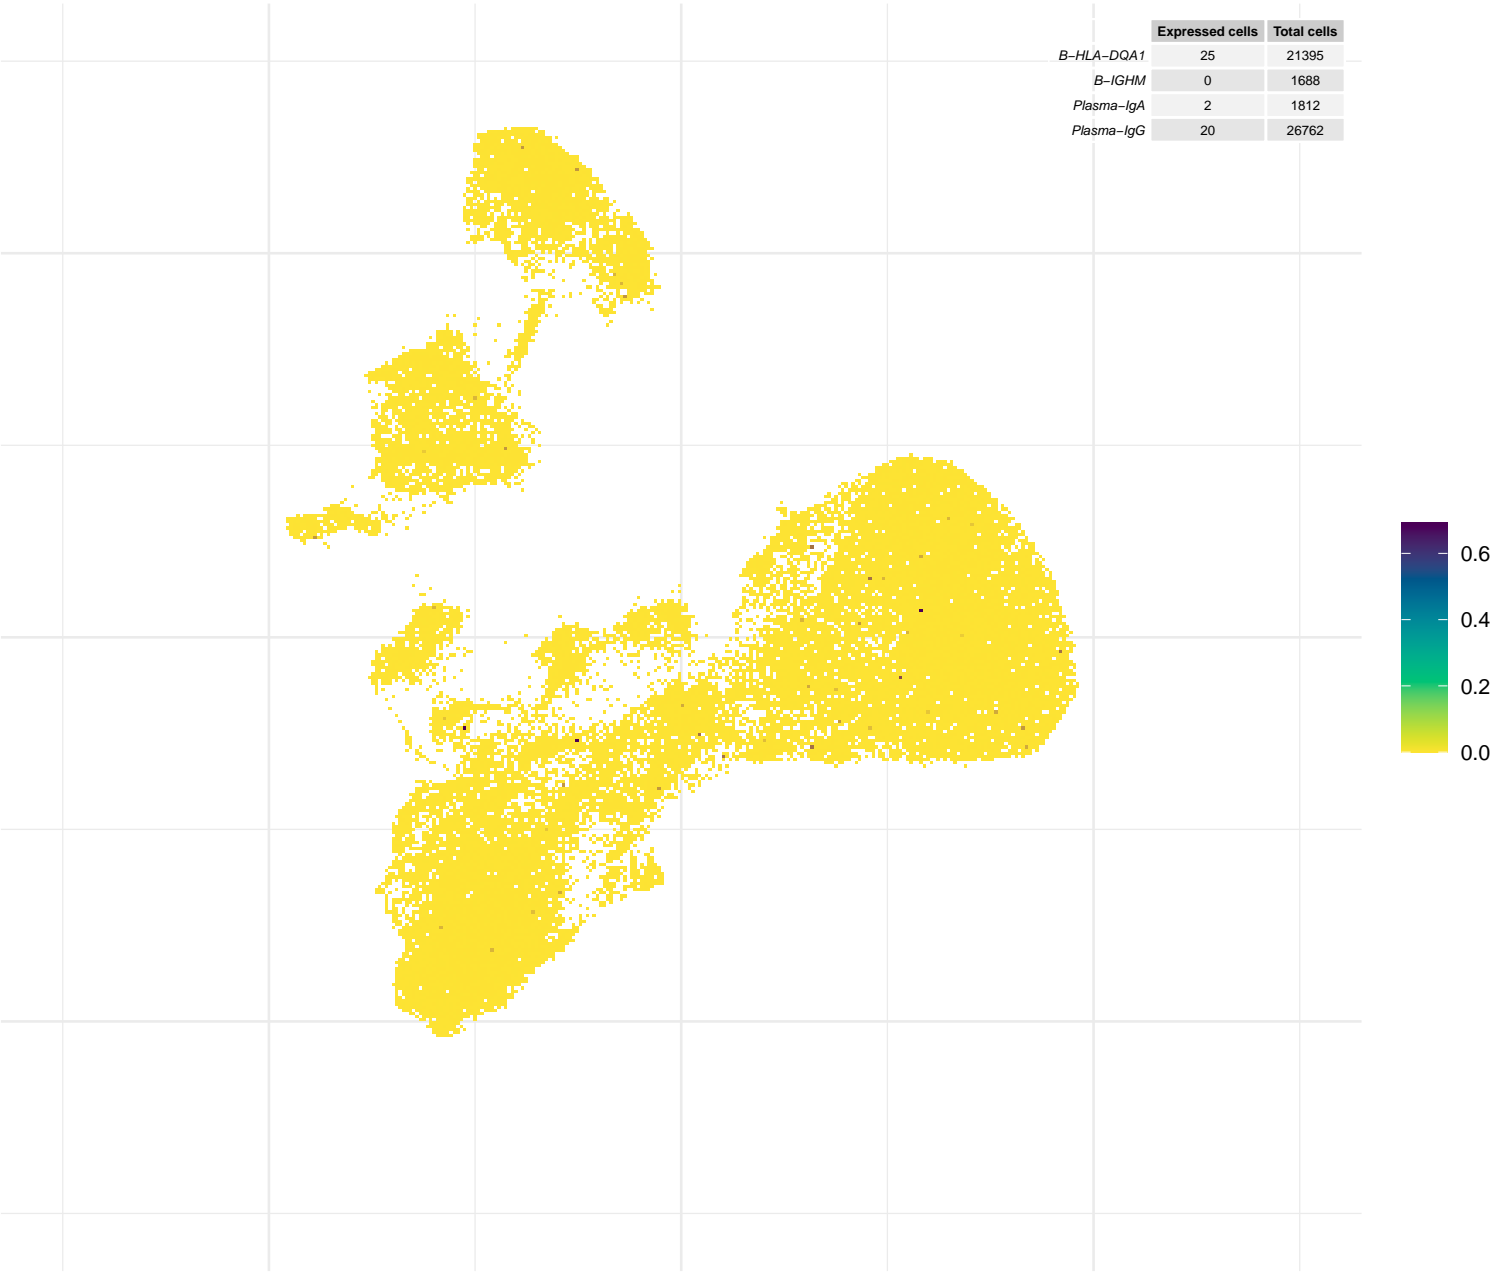 Expressed cells Total cells
B−HLA−DQA1 25 21395
B−IGHM 0 1688
Plasma−IgA 2 1812
Plasma−IgG 20 26762
0.6
0.4
0.2
0.0